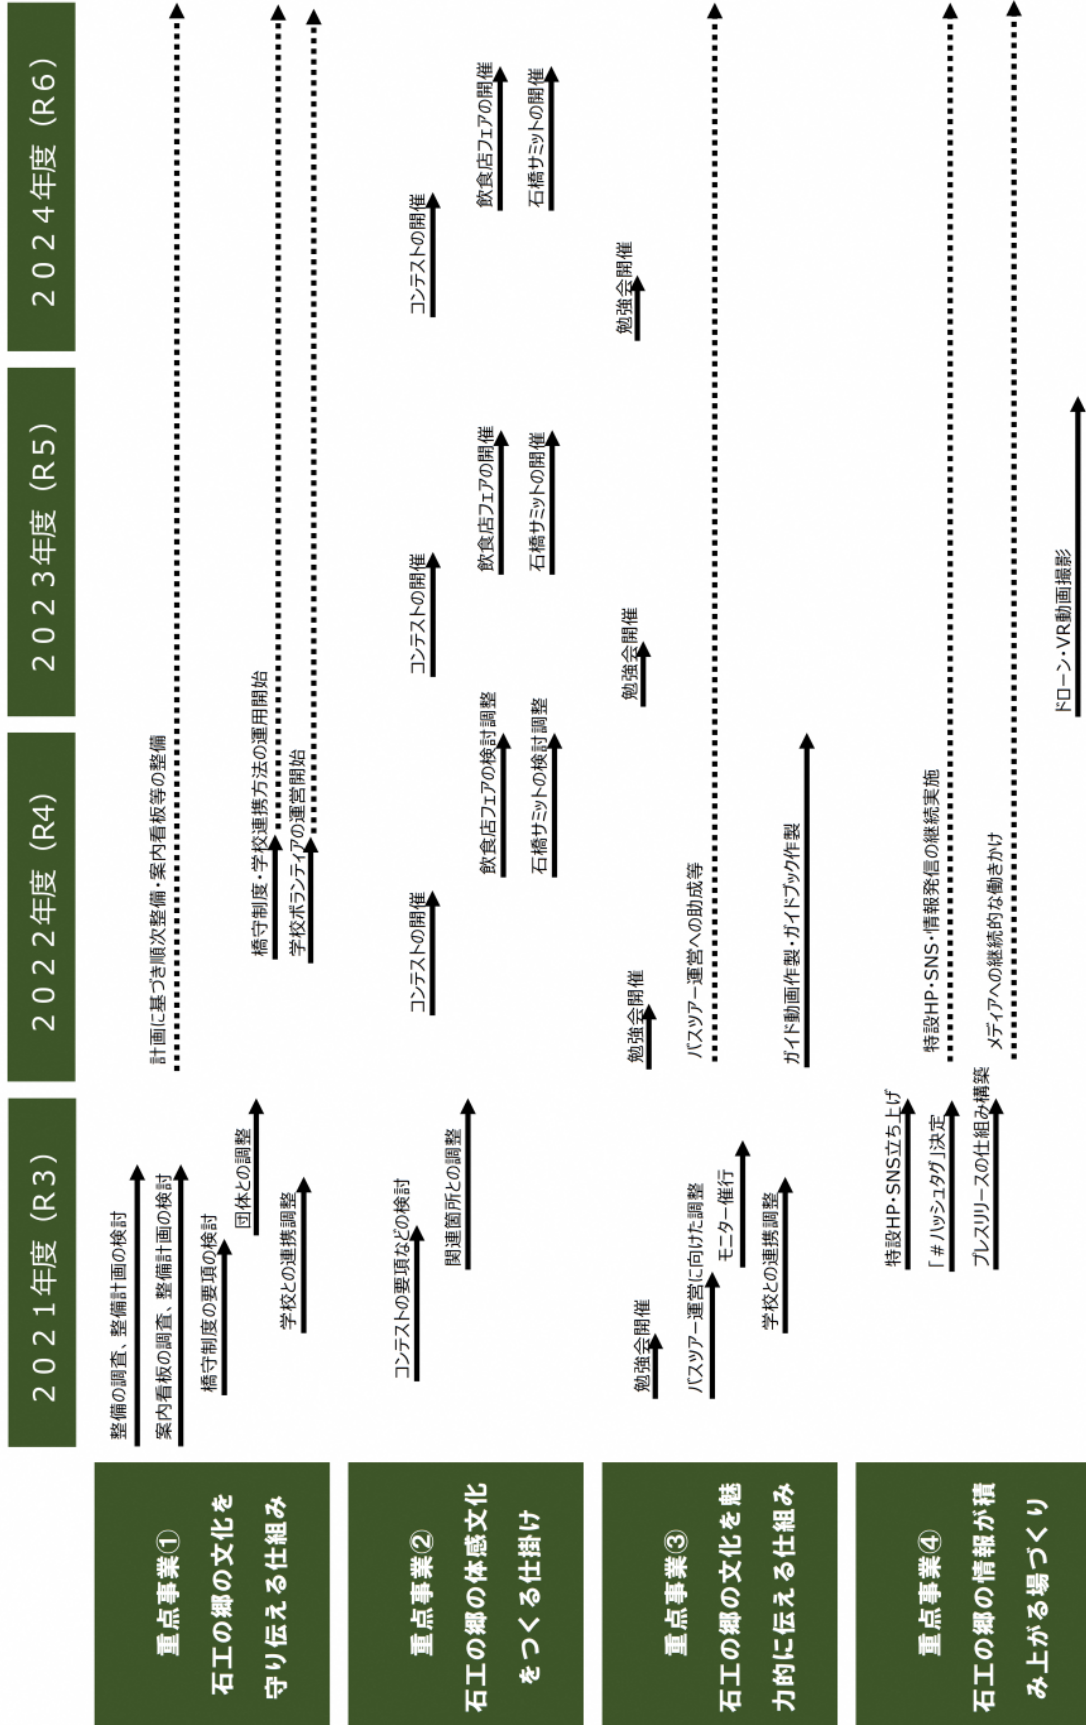 ２０２１年度（R３）
２０２２年度（R４）
２０２３年度（R５）
２０２４年度（R６）
重点事業①
石工の郷の文化を
守り伝える仕組み
整備の調査、整備計画の検討
計画に基づき順次整備・案内看板等の整備
案内看板の調査、整備計画の検討
橋守制度の要項の検討
団体との調整
橋守制度・学校連携方法の運用開始
学校との連携調整
学校ボランティアの運営開始
重点事業②
石工の郷の体感文化
をつくる仕掛け
コンテストの要項などの検討
コンテストの開催
コンテストの開催
コンテストの開催
関連箇所との調整
飲食店フェアの検討調整
飲食店フェアの開催
飲食店フェアの開催
石橋サミットの検討調整
石橋サミットの開催
石橋サミットの開催
重点事業③
石工の郷の文化を魅
力的に伝える仕組み
勉強会開催
勉強会開催
勉強会開催
勉強会開催
バスツアー運営に向けた調整
バスツアー運営への助成等
モニター催行
学校との連携調整
ガイド動画作製・ガイドブック作製
重点事業④
石工の郷の情報が積
み上がる場づくり
特設HP・SNS立ち上げ
「＃ハッシュタグ」決定
特設HP・SNS・情報発信の継続実施
プレスリリースの仕組み構築
メディアへの継続的な働きかけ
ドローン・VR動画撮影